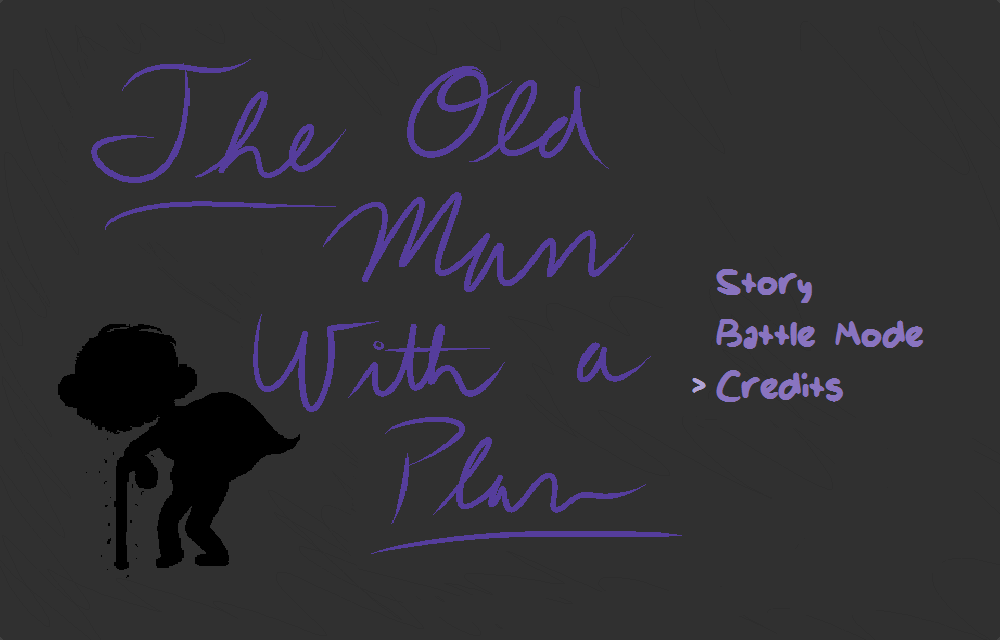 The Old
Man
With a
Plan
Story
Battle Mode
> Credits